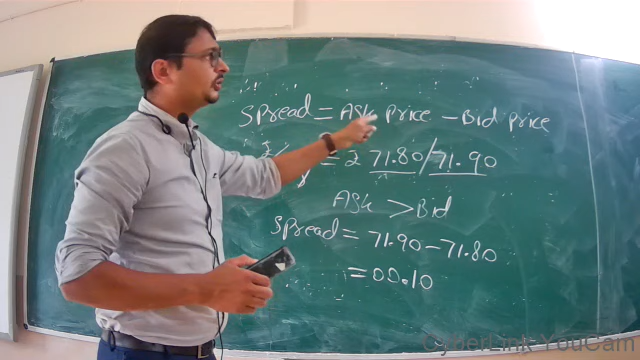 Spread = Ask Price - Bid Price
= ₹ 71.80/71.90
Ask > Bid
Spread = 71.90 - 71.80
= 00.10
CyberLink YouCam